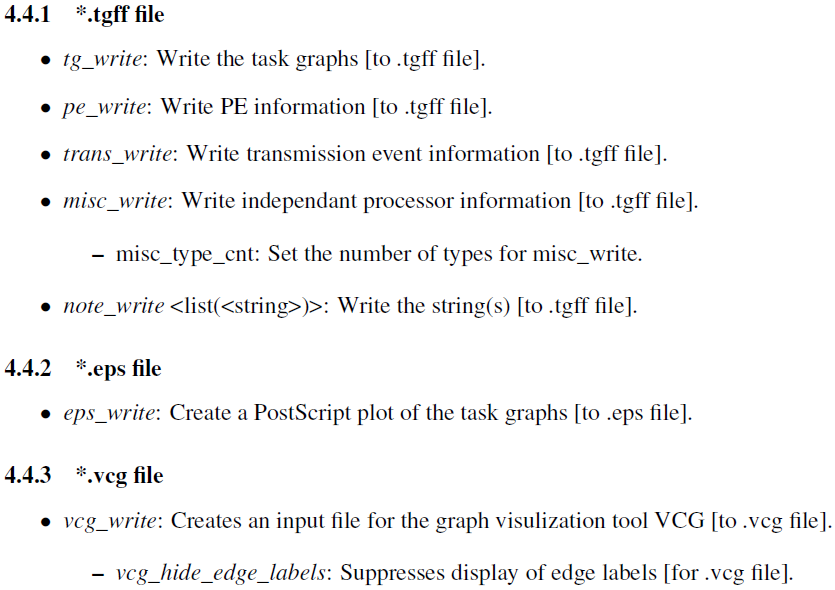 4.4.1 *.tgff file
• tg_write: Write the task graphs [to .tgff file].
• pe_write: Write PE information [to .tgff file].
• trans_write: Write transmission event information [to .tgff file].
• misc_write: Write independant processor information [to .tgff file].
– misc_type_cnt: Set the number of types for misc_write.
• note_write <list(<string>)>: Write the string(s) [to .tgff file].
4.4.2 *.eps file
• eps_write: Create a PostScript plot of the task graphs [to .eps file].
4.4.3 *.vcg file
• vcg_write: Creates an input file for the graph visulization tool VCG [to .vcg file].
– vcg_hide_edge_labels: Suppresses display of edge labels [for .vcg file].